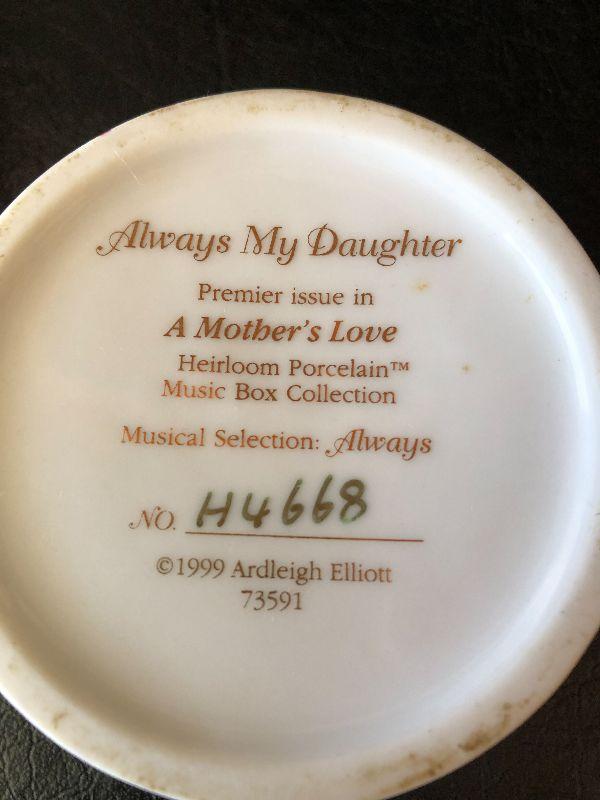 Always My Daughter
Premier issue in
A Mother's Love
Heirloom Porcelain™
Music Box Collection
Musical Selection: Always
NO. H4668
©1999 Ardleigh Elliott
73591